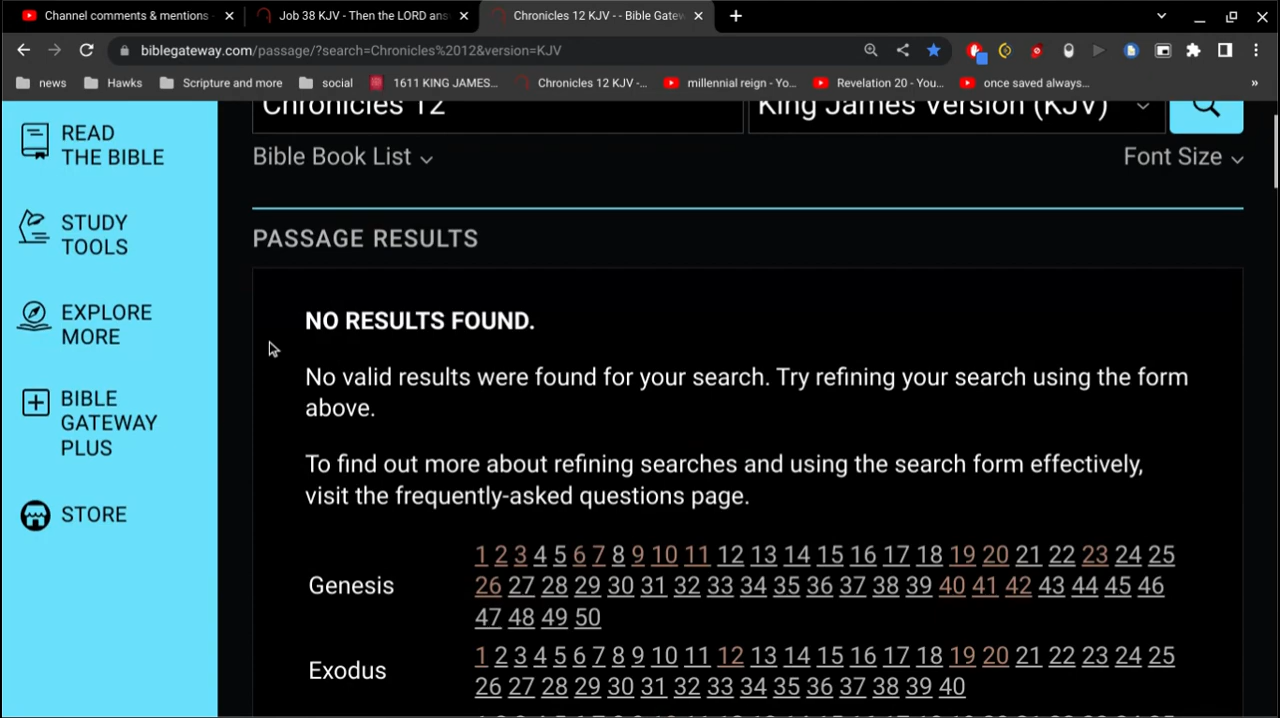 Channel comments & mentions -
Job 38 KJV - Then the LORD ans
Chronicles 12 KJV - - Bible Gatew
biblegateway.com/passage/?search=Chronicles%2012&version=KJV
news
Hawks
Scripture and more
social
1611 KING JAMES...
Chronicles 12 KJV -...
millennial reign - Yo...
Revelation 20 - You...
once saved always...
»
Chronicles 12
King James Version (KJV)
Bible Book List
Font Size
READ
THE BIBLE
STUDY
TOOLS
EXPLORE
MORE
BIBLE
GATEWAY
PLUS
STORE
PASSAGE RESULTS
NO RESULTS FOUND.
No valid results were found for your search. Try refining your search using the form
above.
To find out more about refining searches and using the search form effectively,
visit the frequently-asked questions page.
Genesis
1 2 3 4 5 6 7 8 9 10 11 12 13 14 15 16 17 18 19 20 21 22 23 24 25
26 27 28 29 30 31 32 33 34 35 36 37 38 39 40 41 42 43 44 45 46
47 48 49 50
Exodus
1 2 3 4 5 6 7 8 9 10 11 12 13 14 15 16 17 18 19 20 21 22 23 24 25
26 27 28 29 30 31 32 33 34 35 36 37 38 39 40